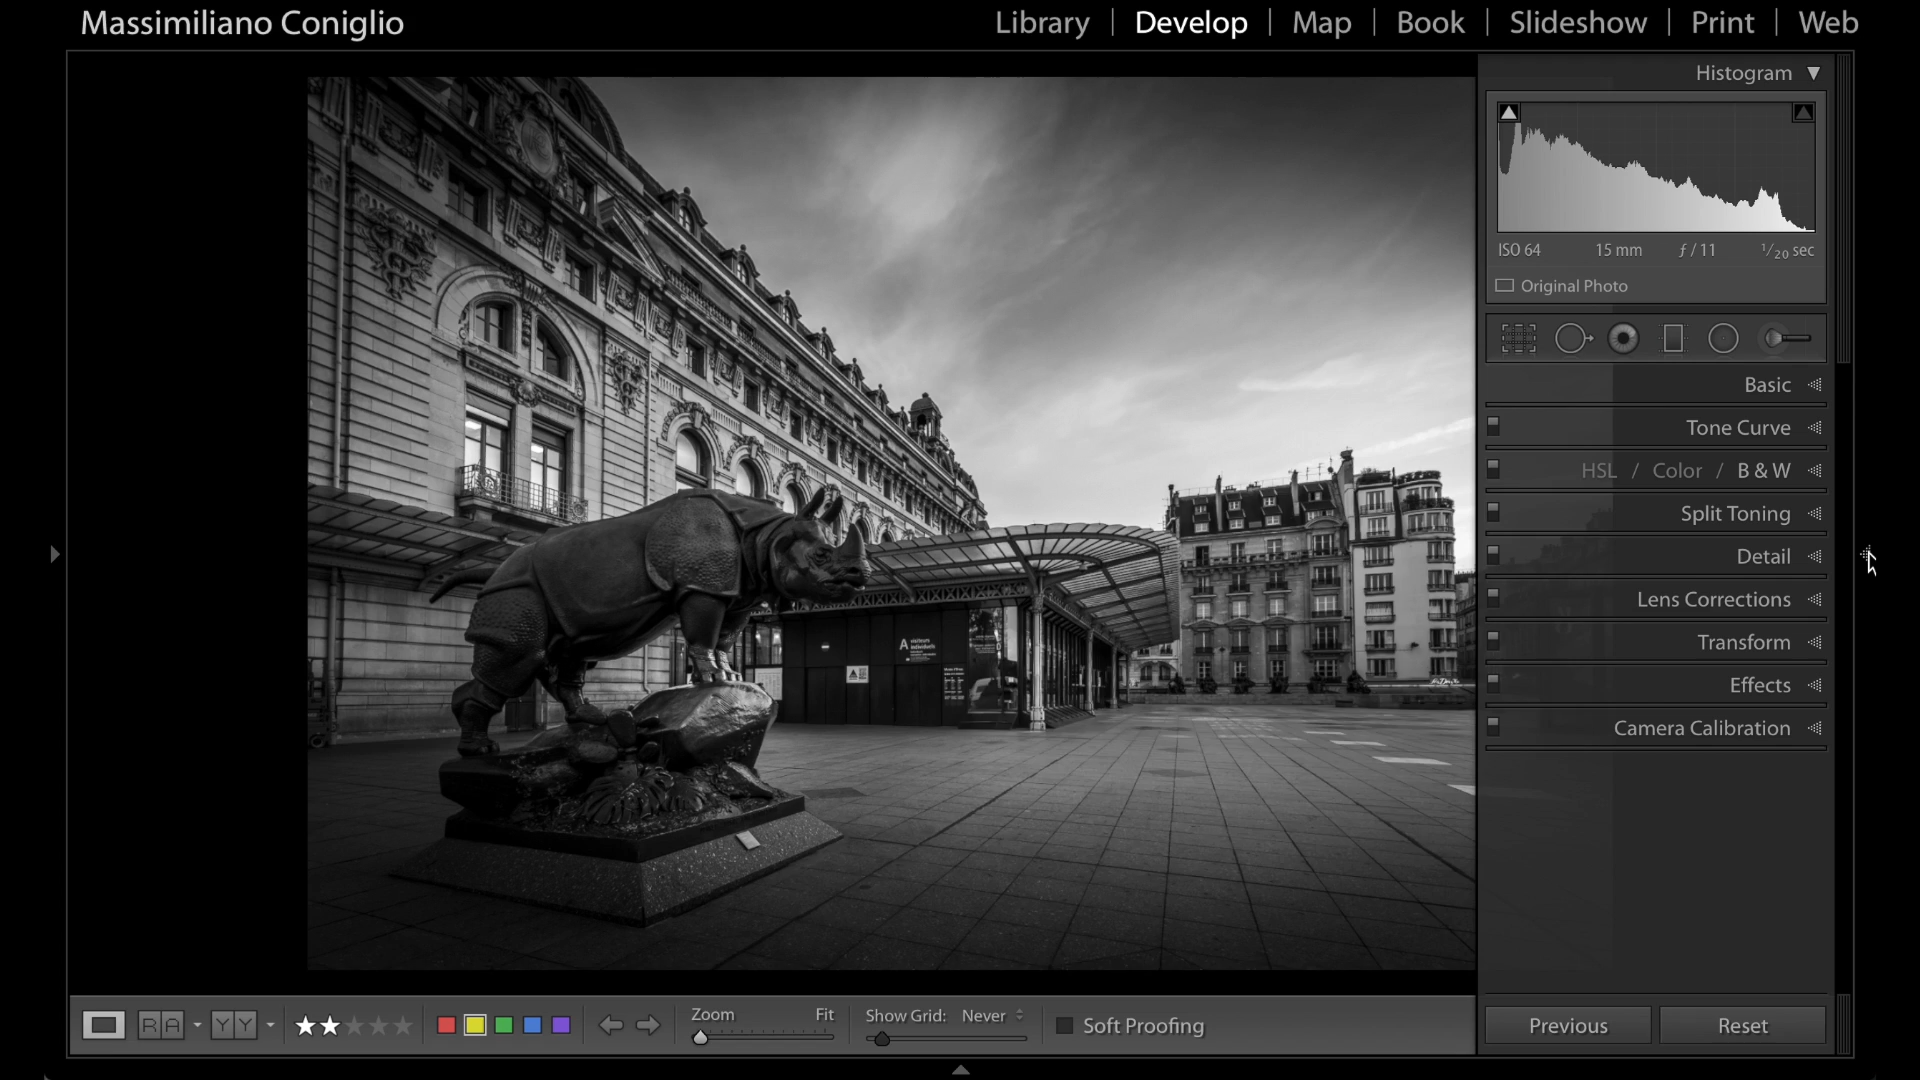 Massimiliano Coniglio
Library | Develop | Map | Book | Slideshow | Print | Web
Histogram
ISO 64 15 mm ƒ / 11 1/20 sec
Original Photo
Basic
Tone Curve
HSL / Color / B & W
Split Toning
Detail
Lens Corrections
Transform
Effects
Camera Calibration
A visiteurs
individuels
R A
Y Y
Zoom Fit
Show Grid: Never
Soft Proofing
Previous
Reset